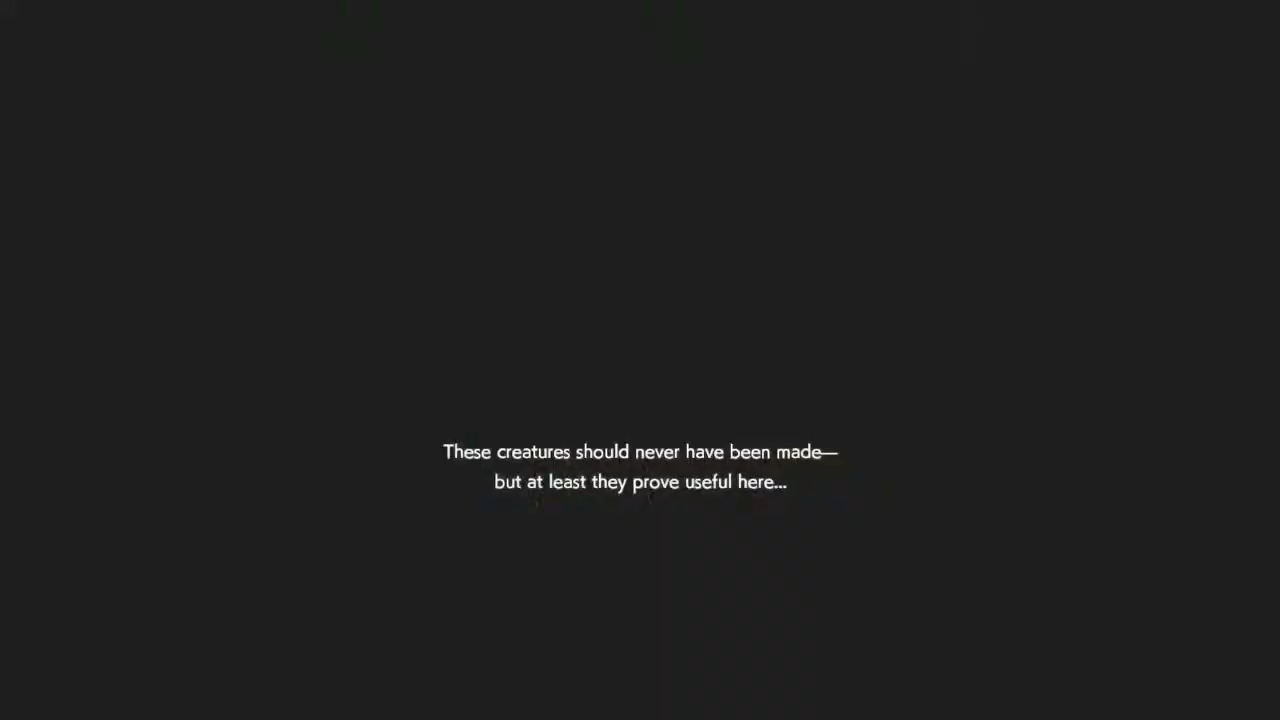 These creatures should never have been made—
but at least they prove useful here...